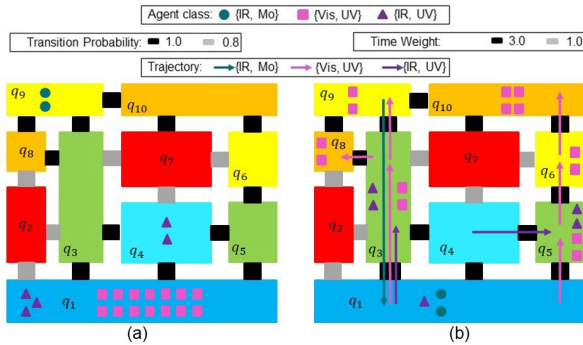 Agent class: {IR, Mo} {Vis, UV} {IR, UV}
Transition Probability: 1.0 0.8
Time Weight: 3.0 1.0
Trajectory: {IR, Mo} {Vis, UV} {IR, UV}
q9 q10
q8 q7 q6
q2 q3 q4 q5
q1
(a)
q9 q10
q8 q7 q6
q2 q3 q4 q5
q1
(b)